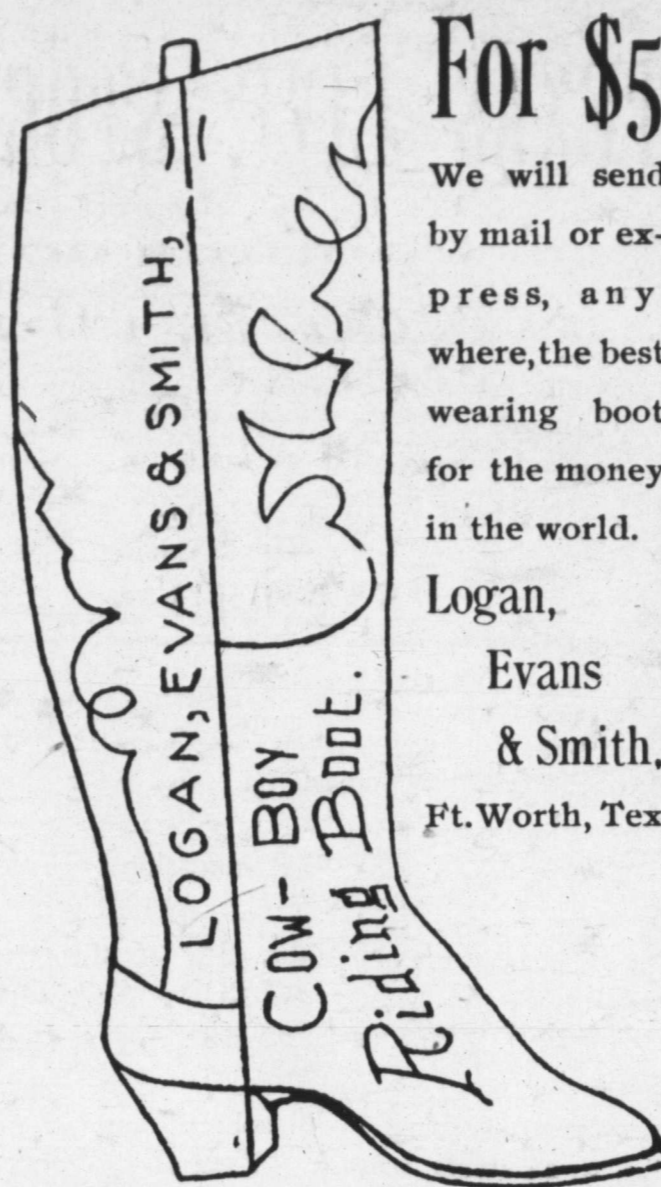 For $5
We will send
by mail or ex-
press, any
where, the best
wearing boot
for the money
in the world.
Logan,
Evans
& Smith,
Ft. Worth, Tex
LOGAN, EVANS & SMITH,
COW-BOY
Riding Boot.